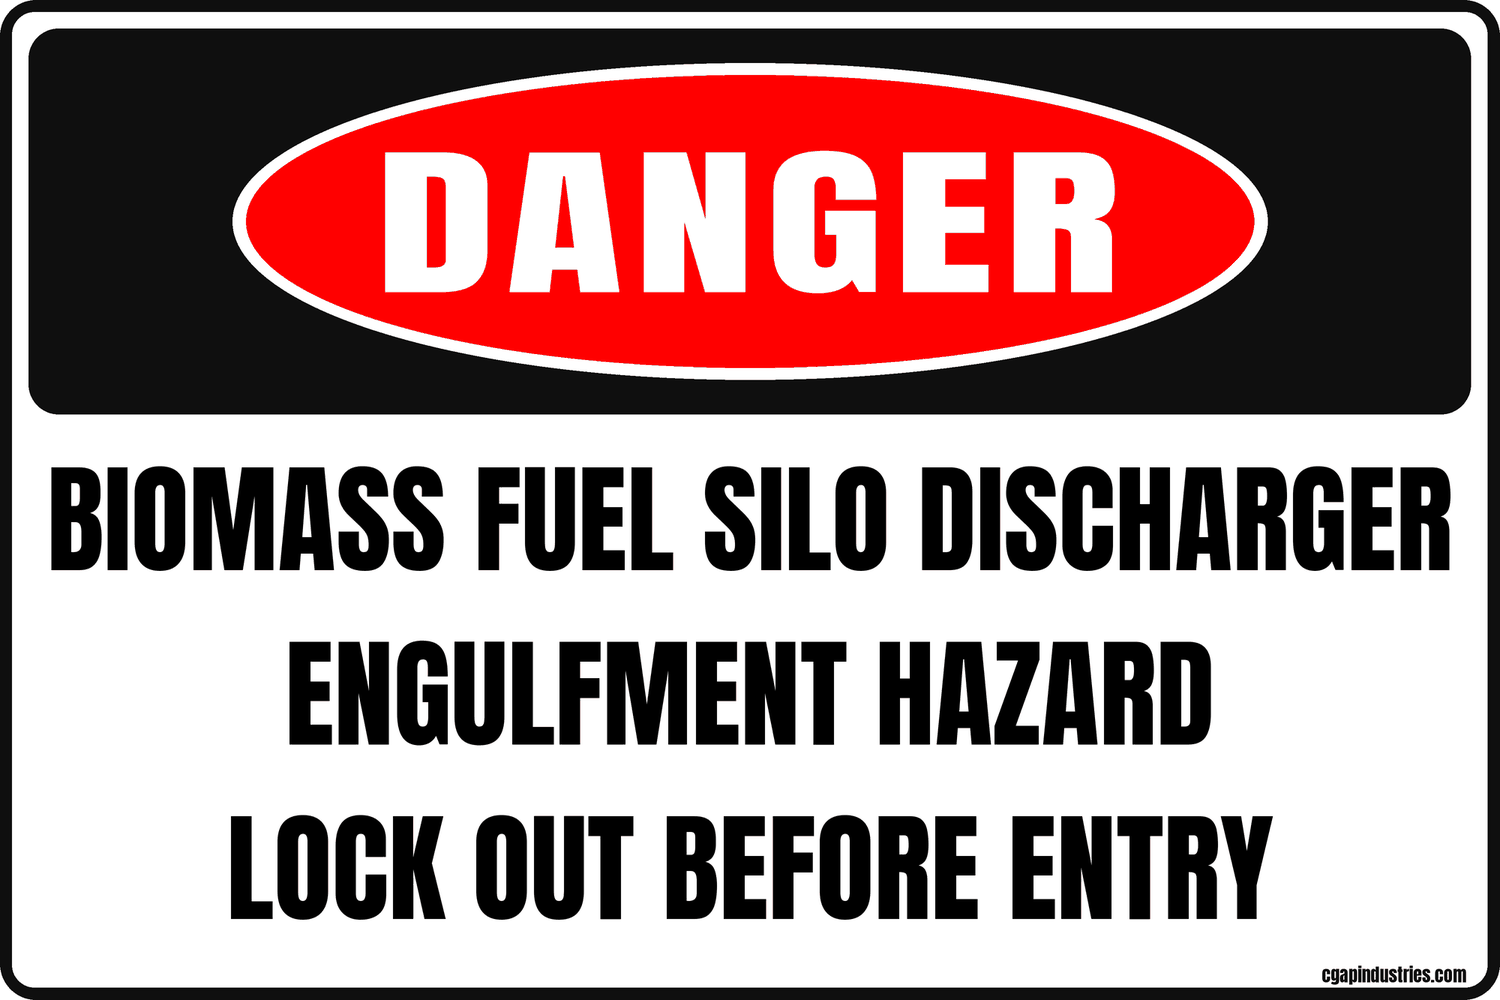 DANGER
BIOMASS FUEL SILO DISCHARGER
ENGULFMENT HAZARD
LOCK OUT BEFORE ENTRY
cgapindustries.com